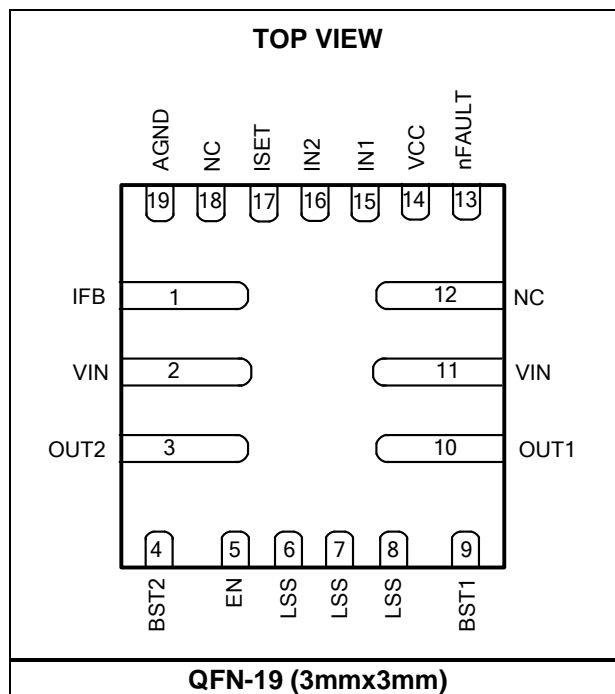 TOP VIEW
AGND
NC
ISET
IN2
IN1
VCC
nFAULT
19 18 17 16 15 14 13
IFB 1 12 NC
VIN 2 11 VIN
OUT2 3 10 OUT1
4 5 6 7 8 9
BST2
EN
LSS
LSS
LSS
BST1
QFN-19 (3mmx3mm)